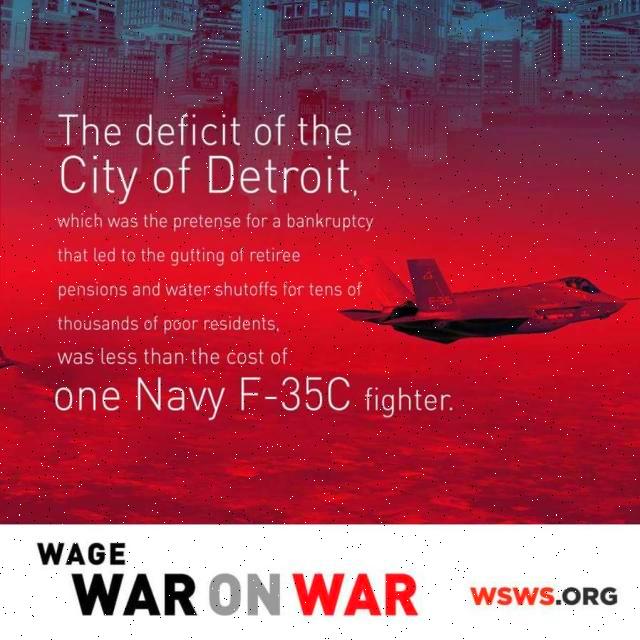 The deficit of the
City of Detroit,
which was the pretense for a bankruptcy
that led to the gutting of retiree
pensions and water shutoffs for tens of
thousands of poor residents,
was less than the cost of
one Navy F-35C fighter.
WAGE
WAR ON WAR
WSWS.ORG